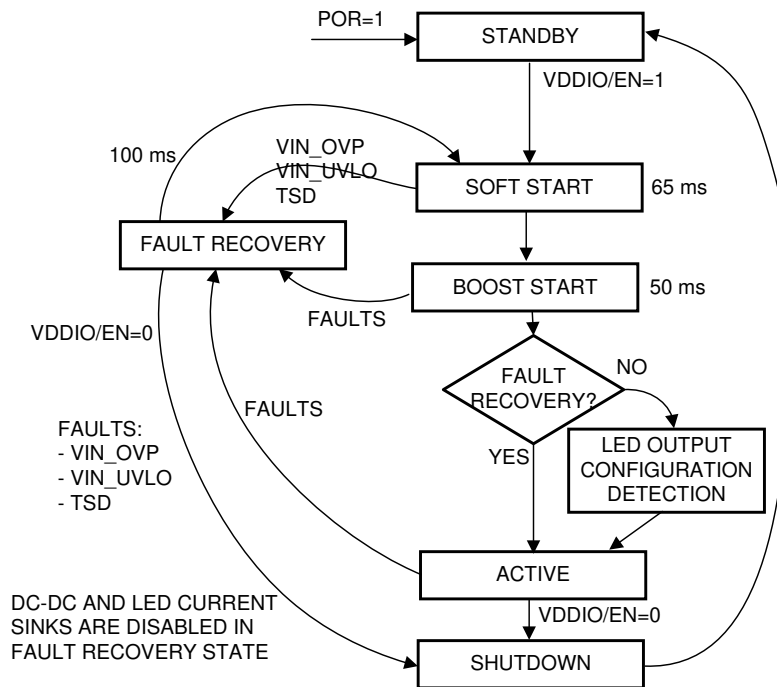 POR=1
STANDBY
VDDIO/EN=1
100 ms
VIN_OVP
VIN_UVLO
TSD
SOFT START
65 ms
FAULT RECOVERY
BOOST START
50 ms
FAULTS
VDDIO/EN=0
FAULT
RECOVERY?
NO
YES
FAULTS
LED OUTPUT
CONFIGURATION
DETECTION
FAULTS:
- VIN_OVP
- VIN_UVLO
- TSD
ACTIVE
VDDIO/EN=0
DC-DC AND LED CURRENT
SINKS ARE DISABLED IN
FAULT RECOVERY STATE
SHUTDOWN